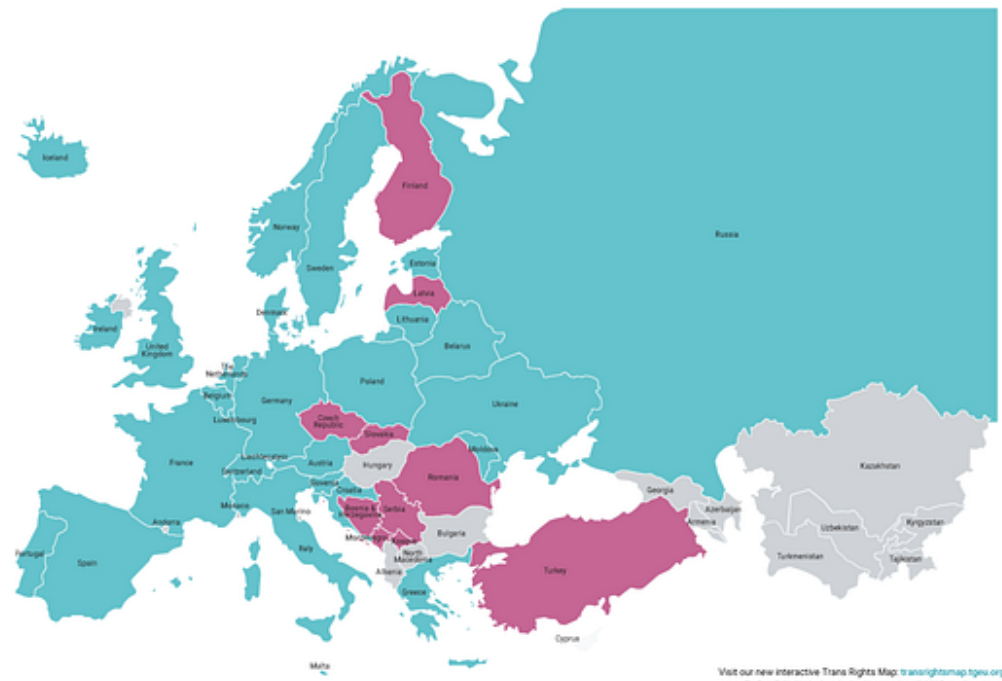 Iceland
Norway
Sweden
Finland
Russia
Estonia
Latvia
Lithuania
Denmark
Ireland
United
Kingdom
The
Netherlands
Belgium
Luxembourg
Germany
Poland
Belarus
Ukraine
Czech
Republic
Slovakia
France
Liechtenstein
Switzerland
Austria
Hungary
Slovenia
Croatia
Romania
Moldova
Monaco
San Marino
Bosnia &
Herzegovina
Serbia
Andorra
Portugal
Spain
Italy
Montenegro
Kosovo
Bulgaria
North
Macedonia
Albania
Greece
Turkey
Cyprus
Malta
Georgia
Armenia
Azerbaijan
Kazakhstan
Uzbekistan
Kyrgyzstan
Turkmenistan
Tajikistan
Visit our new interactive Trans Rights Map: transrightsmap.tgeu.org